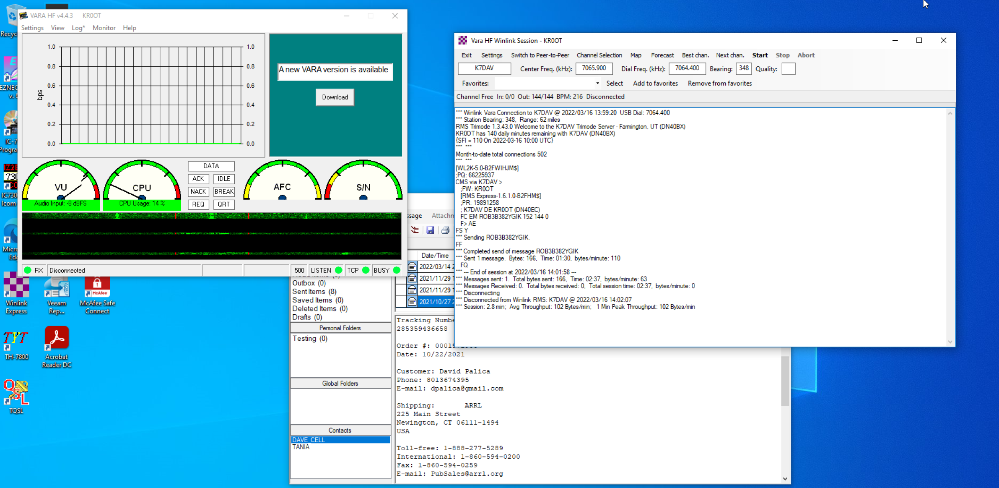 VARA HF v4.4.3 KR0OT
Settings View Log* Monitor Help
1.0 1.0
0.8 0.8
0.6 0.6
0.4 0.4
0.2 0.2
0.0 0.0
bps
A new VARA version is available
Download
VU
Audio Input: -8 dBFS
CPU
CPU Usage: 14 %
DATA
ACK IDLE
NACK BREAK
REQ QRT
AFC
S/N
RX Disconnected 500 LISTEN TCP BUSY
Vara HF Winlink Session - KR0OT
Exit Settings Switch to Peer-to-Peer Channel Selection Map Forecast Best chan. Next chan. Start Stop Abort
K7DAV Center Freq. (kHz): 7065.900 Dial Freq. (kHz): 7064.400 Bearing: 348 Quality:
Favorites: Select Add to favorites Remove from favorites
Channel Free In: 0/0 Out: 144/144 BPM: 216 Disconnected
*** Winlink Vara Connection to K7DAV @ 2022/03/16 13:59:20 USB Dial: 7064.400
*** Station Bearing: 348, Range: 62 miles
RMS Trimode 1.3.43.0 Welcome to the K7DAV Trimode Server - Farmington, UT (DN40BX)
KR0OT has 140 daily minutes remaining with K7DAV (DN40BX)
{SFI = 110 On 2022-03-16 10:00 UTC}
*** ***
Month-to-date total connections 502
*** ***
[WL2K-5.0-B2FWIHJM$]
;PQ: 66225937
CMS via K7DAV >
;FW: KR0OT
[RMS Express-1.6.1.0-B2FHM$]
;PR: 19891258
; K7DAV DE KR0OT (DN40EC)
FC EM ROB3B382YGIK 152 144 0
F> AE
FS Y
*** Sending ROB3B382YGIK.
FF
*** Completed send of message ROB3B382YGIK
*** Sent 1 message. Bytes: 166, Time: 01:30, bytes/minute: 110
FQ
*** --- End of session at 2022/03/16 14:01:58 ---
*** Messages sent: 1. Total bytes sent: 166, Time: 02:37, bytes/minute: 63
*** Messages Received: 0. Total bytes received: 0, Total session time: 02:37, bytes/minute: 0
*** Disconnecting
*** Disconnected from Winlink RMS: K7DAV @ 2022/03/16 14:02:07
*** Session: 2.8 min; Avg Throughput: 102 Bytes/min; 1 Min Peak Throughput: 102 Bytes/min
ssage Attachm
Date/Time
2022/03/14 2
2021/11/29 1
2021/11/29 1
2021/10/27 2
Outbox (0)
Sent Items (8)
Saved Items (0)
Deleted Items (0)
Drafts (0)
Personal Folders
Testing (0)
Global Folders
Contacts
DAVE_CELL
TANIA
Tracking Numbe
285359436658
Order #: 0001
Date: 10/22/2021
Customer: David Palica
Phone: 8013674395
E-mail: dpalica@gmail.com
Shipping: ARRL
225 Main Street
Newington, CT 06111-1494
USA
Toll-free: 1-888-277-5289
International: 1-860-594-0200
Fax: 1-860-594-0259
E-mail: PubSales@arrl.org
Recyc
EZNEC
v. 6
IC-7
Progra
IC730
Icom
Micro
Edg
Winlink
Express
Veeam
Rep...
McAfee
McAfee Safe
Connect
TYT
TH-7800
Acrobat
Reader DC
QSL
TQSL